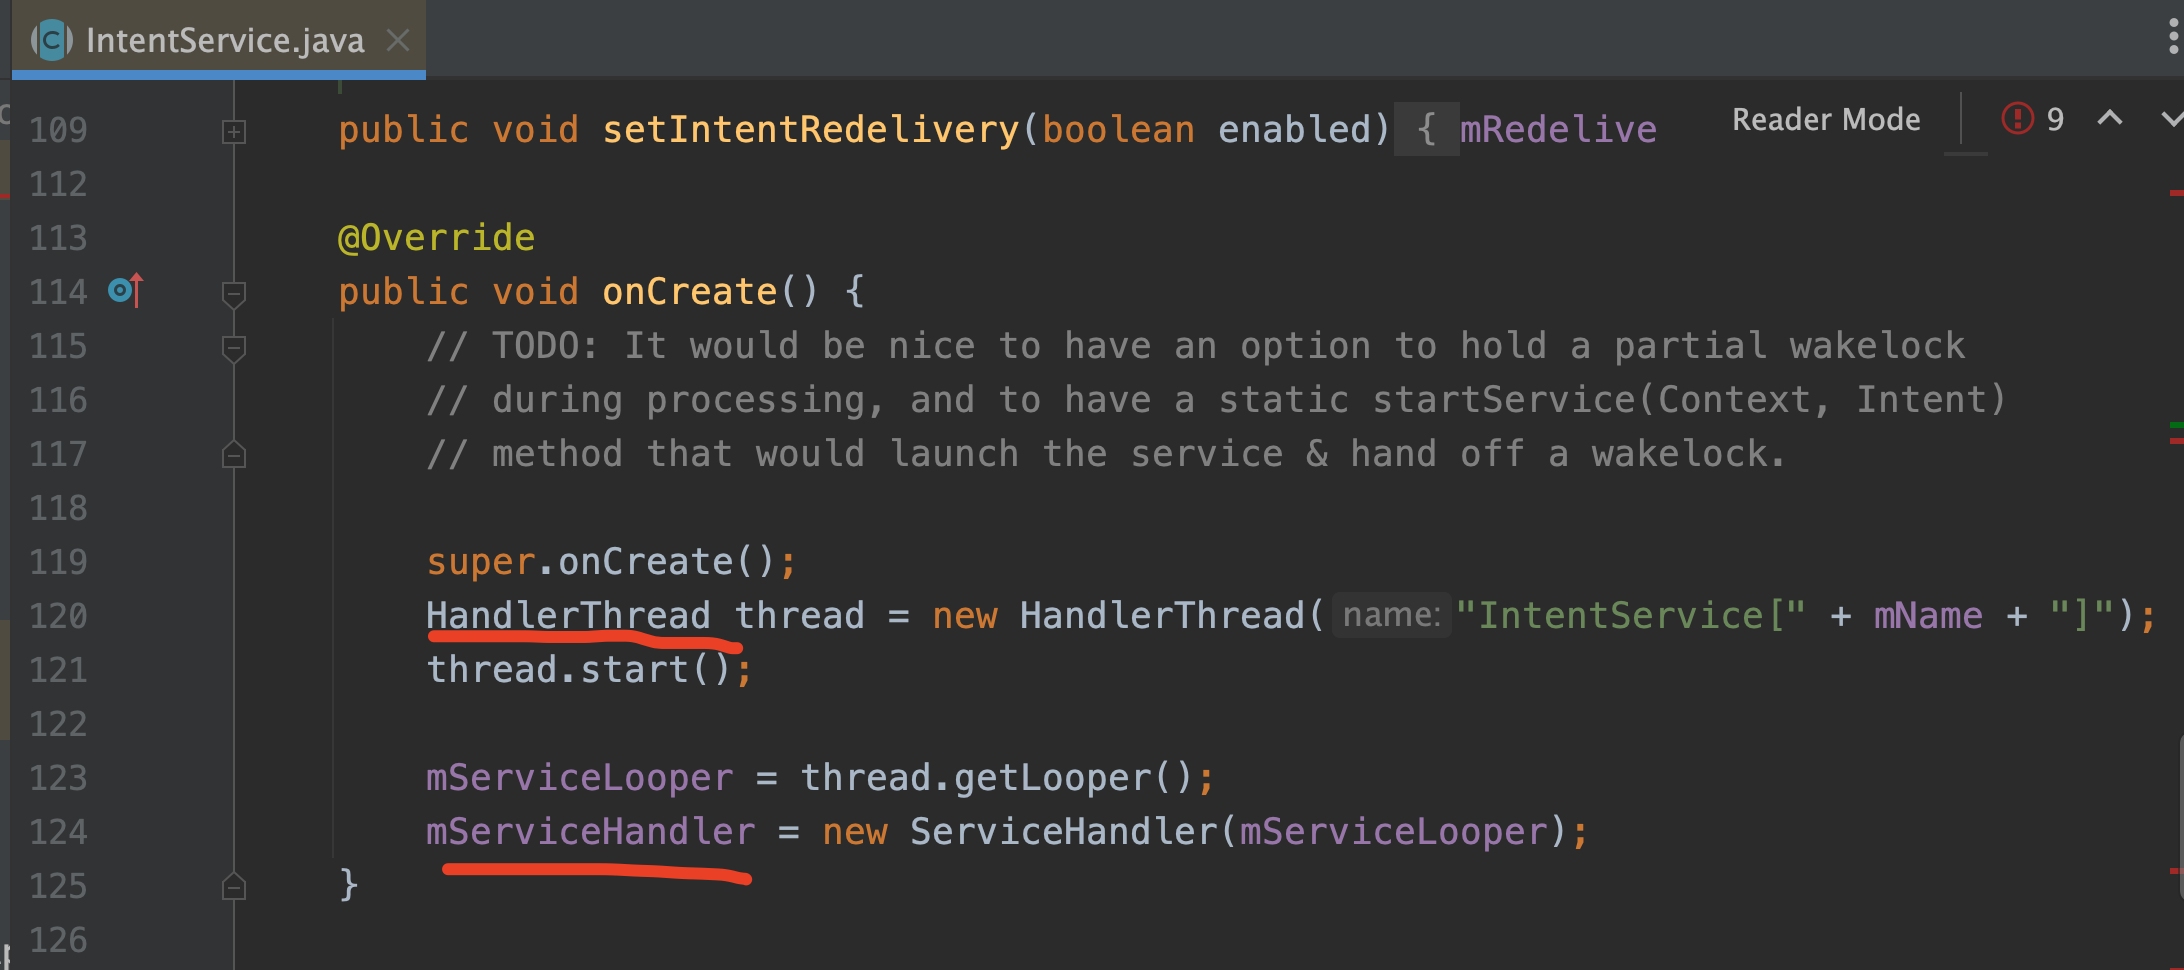 IntentService.java
109 public void setIntentRedelivery(boolean enabled) { mRedelive Reader Mode 9
112
113 @Override
114 public void onCreate() {
115 // TODO: It would be nice to have an option to hold a partial wakelock
116 // during processing, and to have a static startService(Context, Intent)
117 // method that would launch the service & hand off a wakelock.
118
119 super.onCreate();
120 HandlerThread thread = new HandlerThread( name: "IntentService[" + mName + "]");
121 thread.start();
122
123 mServiceLooper = thread.getLooper();
124 mServiceHandler = new ServiceHandler(mServiceLooper);
125 }
126